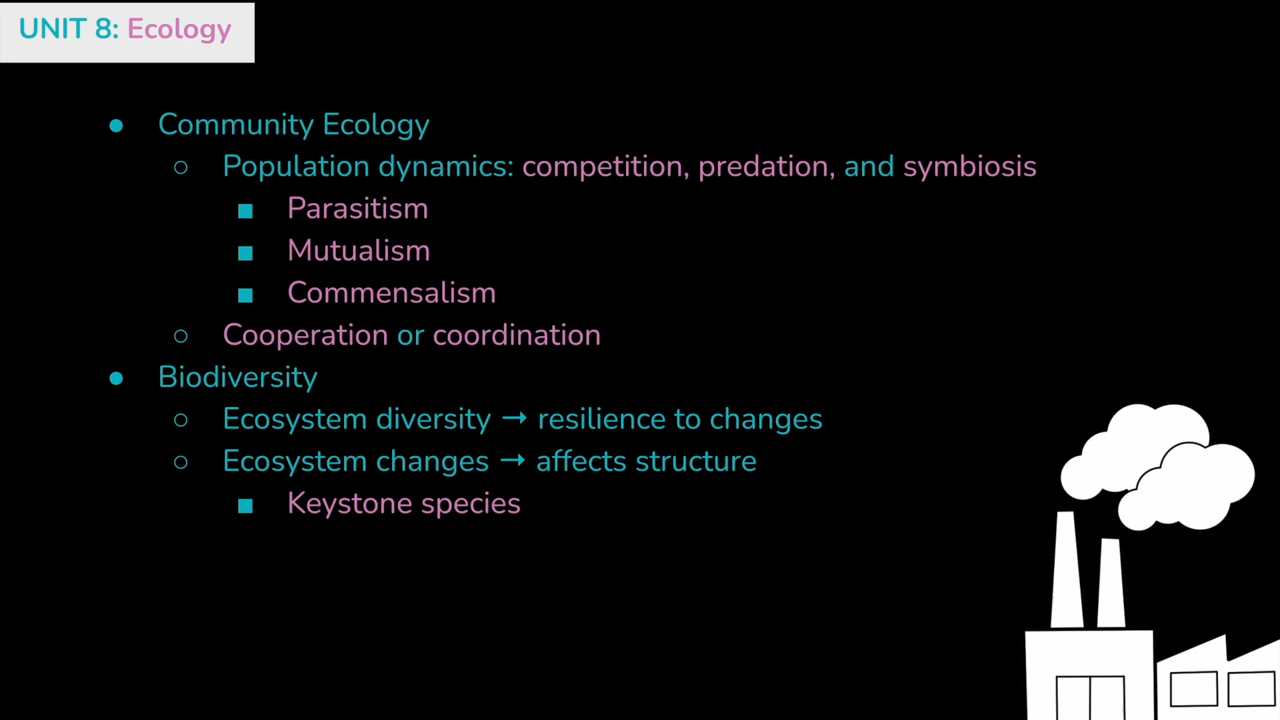 UNIT 8: Ecology
● Community Ecology
○ Population dynamics: competition, predation, and symbiosis
■ Parasitism
■ Mutualism
■ Commensalism
○ Cooperation or coordination
● Biodiversity
○ Ecosystem diversity → resilience to changes
○ Ecosystem changes → affects structure
■ Keystone species